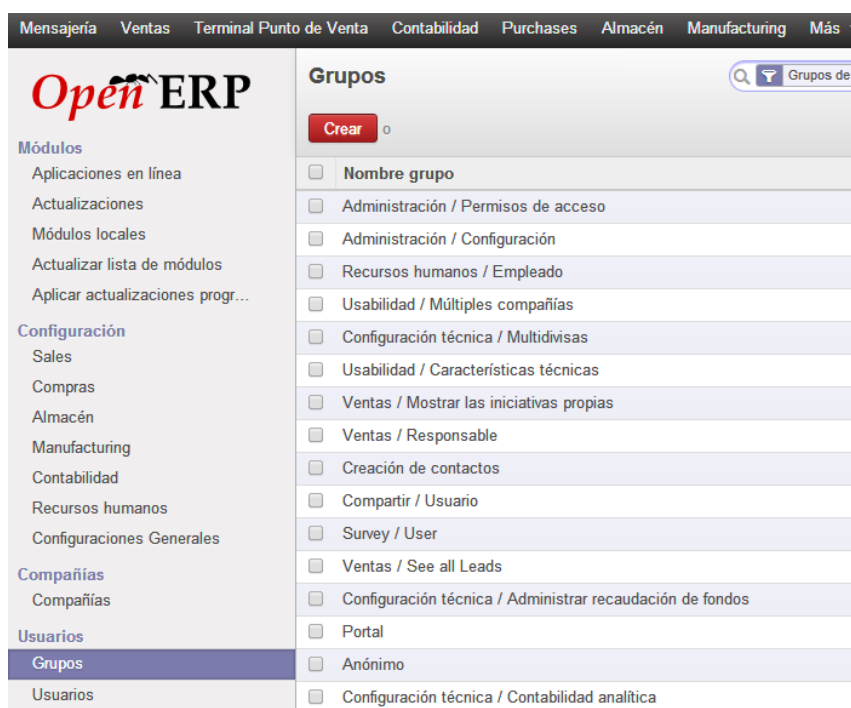 Mensajería Ventas Terminal Punto de Venta Contabilidad Purchases Almacén Manufacturing Más
Open ERP
Módulos
Aplicaciones en línea
Actualizaciones
Módulos locales
Actualizar lista de módulos
Aplicar actualizaciones progr...
Configuración
Sales
Compras
Almacén
Manufacturing
Contabilidad
Recursos humanos
Configuraciones Generales
Compañías
Compañías
Usuarios
Grupos
Usuarios
Grupos
Grupos de
Crear o
Nombre grupo
Administración / Permisos de acceso
Administración / Configuración
Recursos humanos / Empleado
Usabilidad / Múltiples compañías
Configuración técnica / Multidivisas
Usabilidad / Características técnicas
Ventas / Mostrar las iniciativas propias
Ventas / Responsable
Creación de contactos
Compartir / Usuario
Survey / User
Ventas / See all Leads
Configuración técnica / Administrar recaudación de fondos
Portal
Anónimo
Configuración técnica / Contabilidad analítica